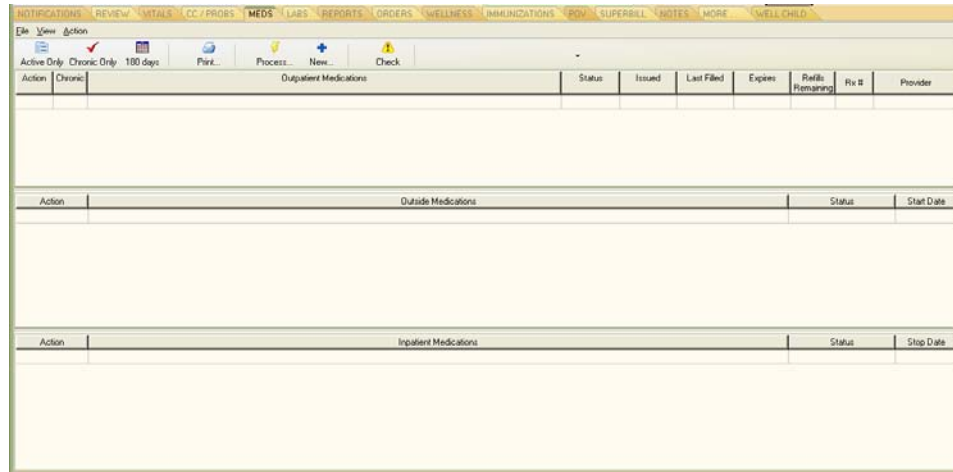 NOTIFICATIONS REVIEW VITALS CC / PROBS MEDS LABS REPORTS ORDERS WELLNESS IMMUNIZATIONS POV SUPERBILL NOTES MORE WELL CHILD
File View Action
Active Only Chronic Only 180 days Print... Process... New... Check
Action Chronic Outpatient Medications Status Issued Last Filled Expires Refills Remaining Rx # Provider
Action Outside Medications Status Start Date
Action Inpatient Medications Status Stop Date